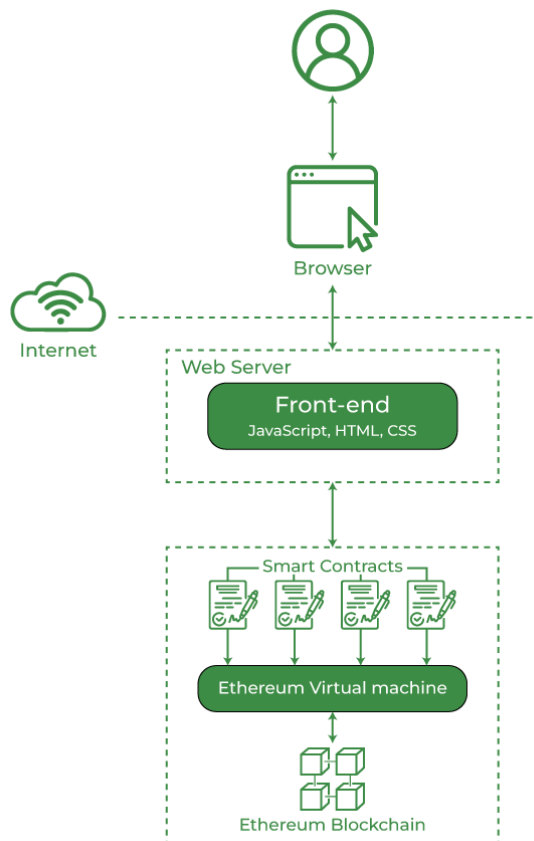 Browser
Internet
Web Server
Front-end
JavaScript, HTML, CSS
Smart Contracts
Ethereum Virtual machine
Ethereum Blockchain